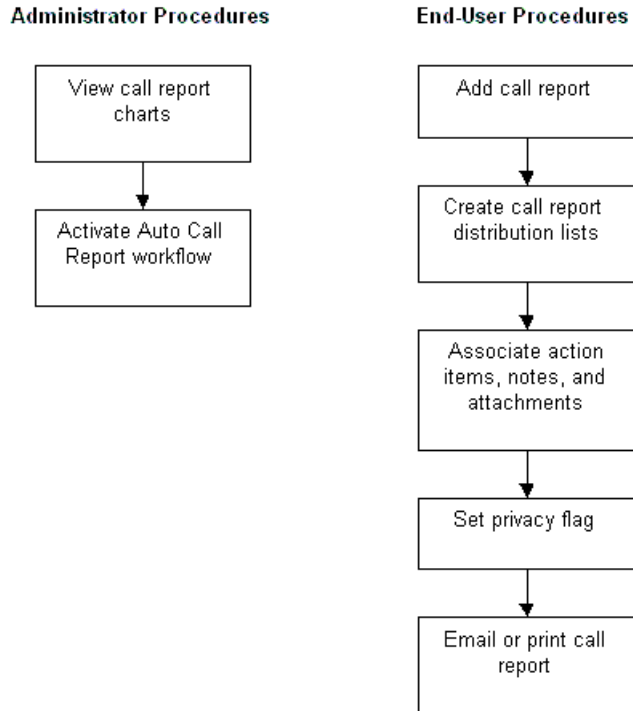 Administrator Procedures
View call report
charts
Activate Auto Call
Report workflow
End-User Procedures
Add call report
Create call report
distribution lists
Associate action
items, notes, and
attachments
Set privacy flag
Email or print call
report